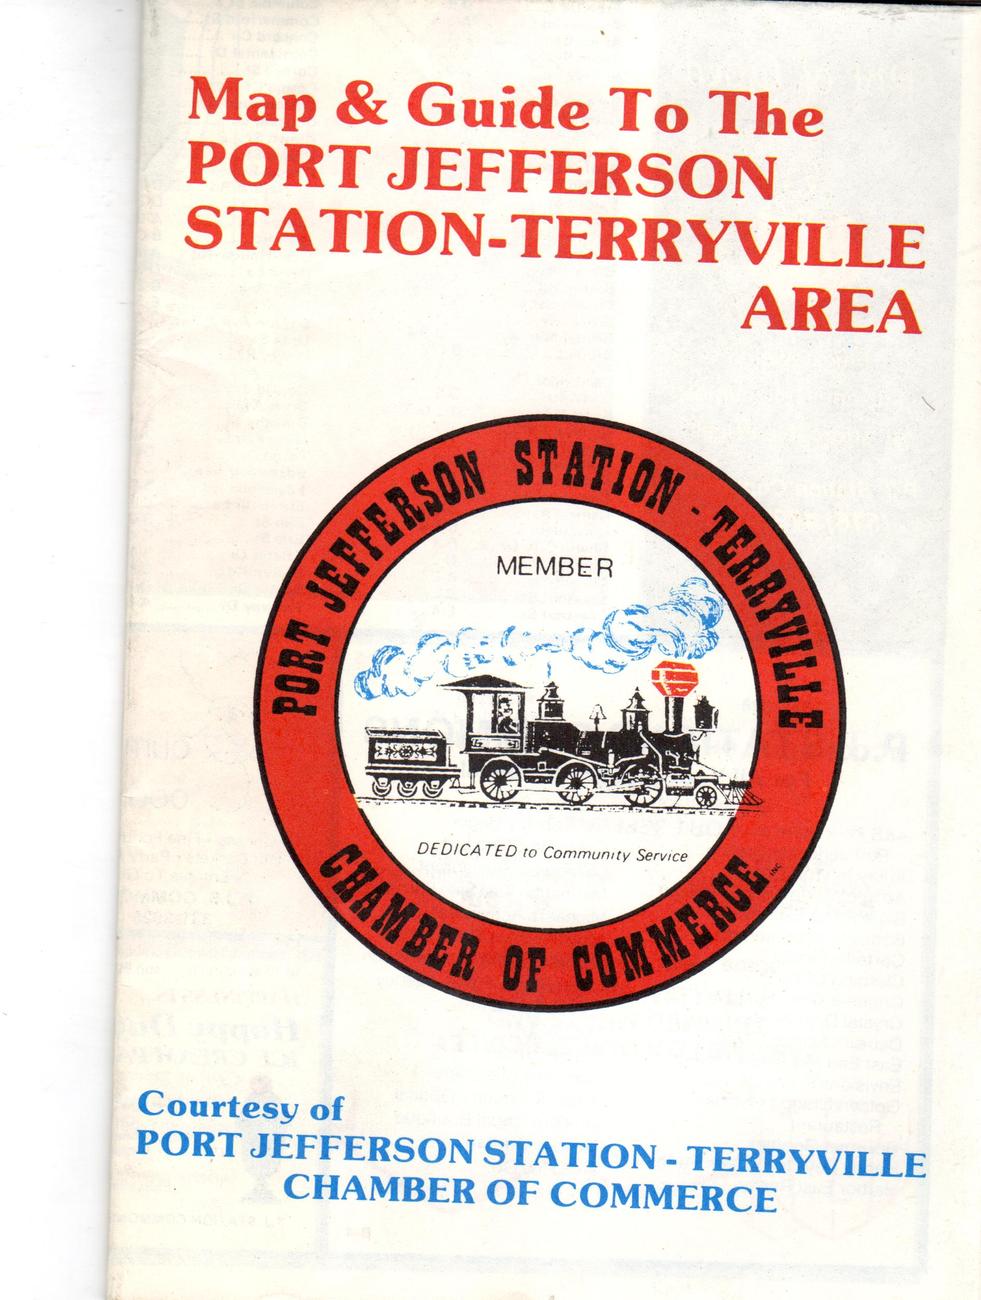 Map & Guide To The
PORT JEFFERSON
STATION-TERRYVILLE
AREA
PORT JEFFERSON STATION - TERRYVILLE
MEMBER
DEDICATED to Community Service
CHAMBER OF COMMERCE INC
Courtesy of
PORT JEFFERSON STATION - TERRYVILLE
CHAMBER OF COMMERCE